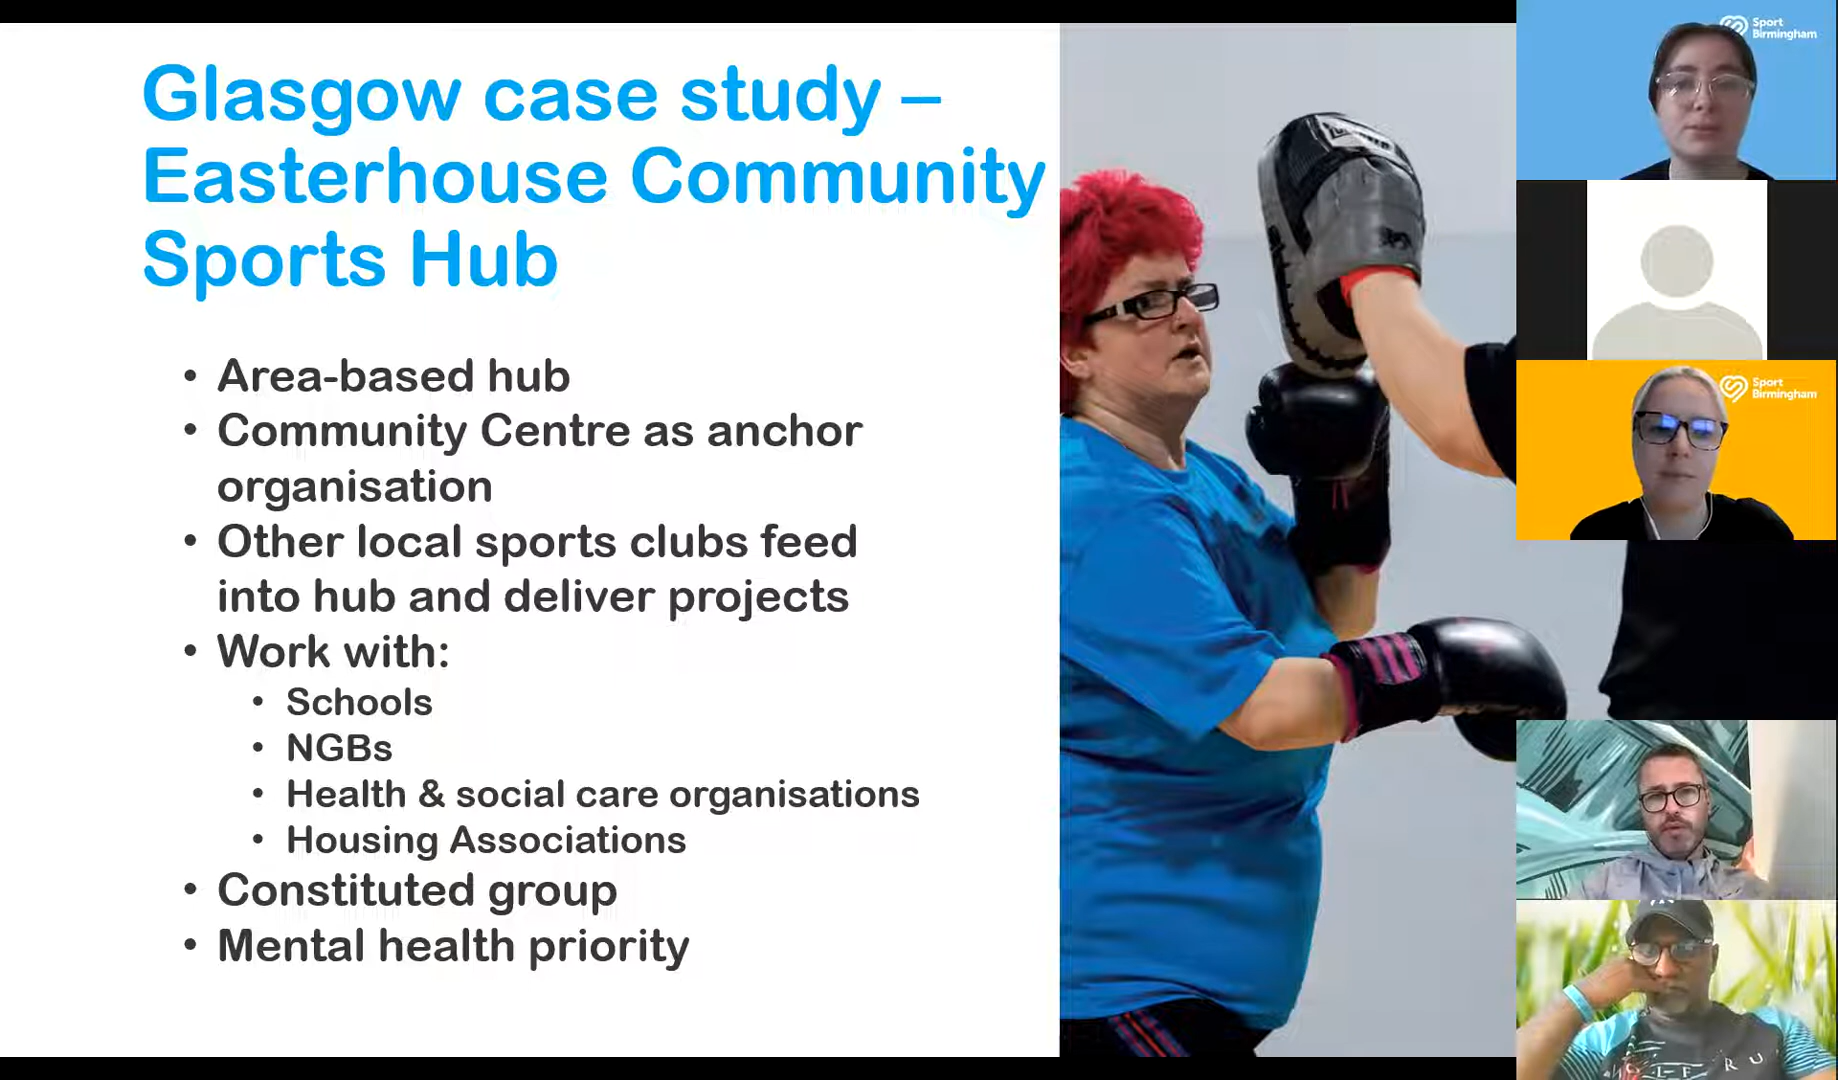 Glasgow case study –
Easterhouse Community
Sports Hub
• Area-based hub
• Community Centre as anchor
organisation
• Other local sports clubs feed
into hub and deliver projects
• Work with:
• Schools
• NGBs
• Health & social care organisations
• Housing Associations
• Constituted group
• Mental health priority
Sport
Birmingham
Sport
Birmingham